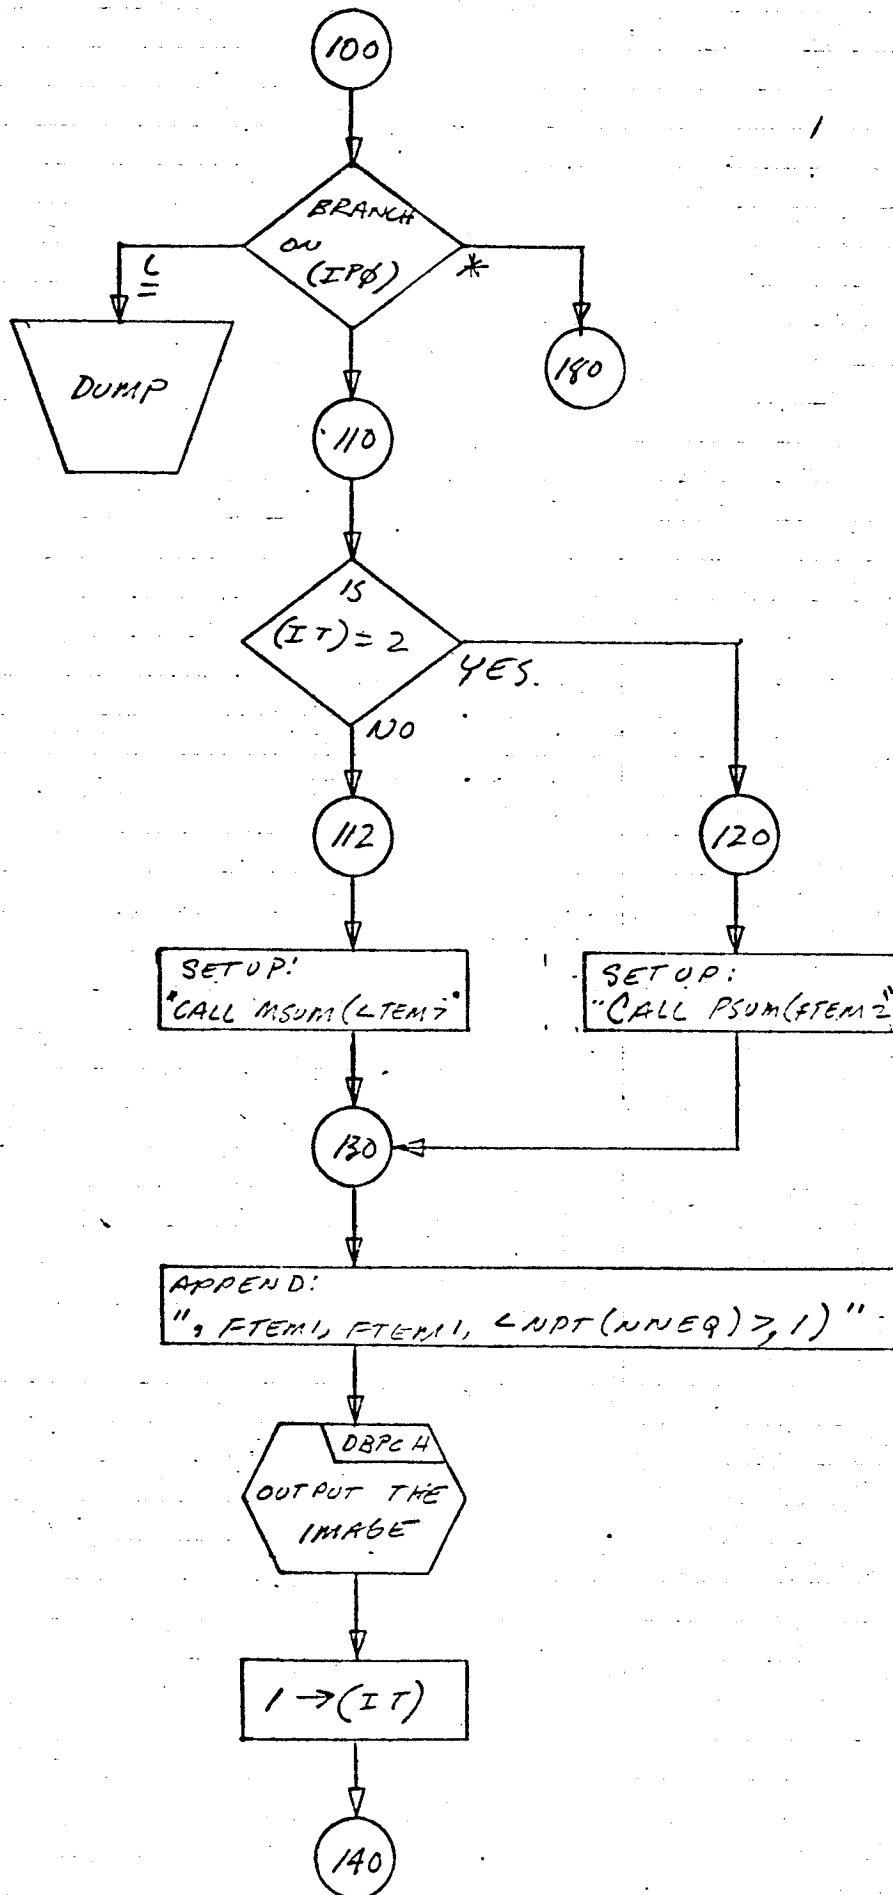 100
BRANCH
ON
(IPØ)
*
DUMP
180
110
IS
(IT) = 2
YES.
NO
112
120
SETUP:
"CALL MSUM(LTEM>"
SETUP:
"CALL PSUM(FTEM2"
130
APPEND:
", FTEM1, FTEM1, <NPT(NNEQ)>, 1)"
DBPCH
OUTPUT THE
IMAGE
1 → (IT)
140